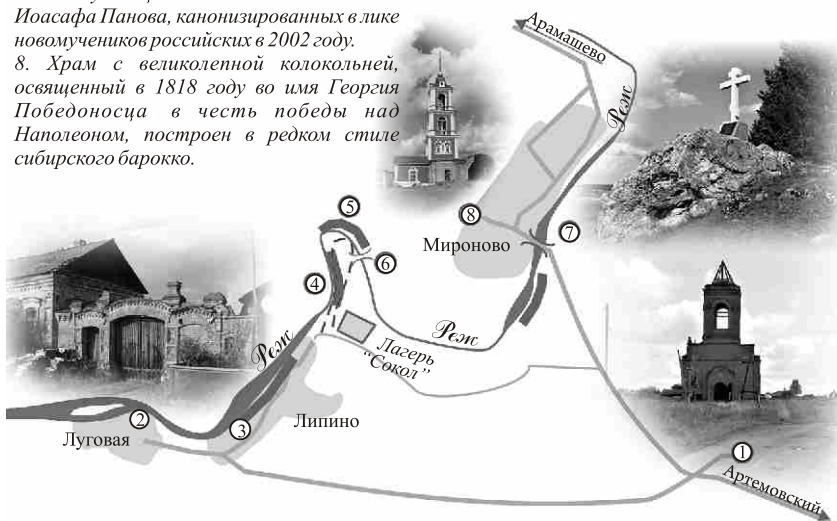 Иоасафа Панова, канонизированных в лике
новомучеников российских в 2002 году.
8. Храм с великолепной колокольней,
освященный в 1818 году во имя Георгия
Победоносца в честь победы над
Наполеоном, построен в редком стиле
сибирского барокко.
Арамашево
Реж
5
8
7
Мироново
6
4
Реж
Реж
Лагерь
“Сокол”
2
3
Липино
Луговая
1
Артемовский